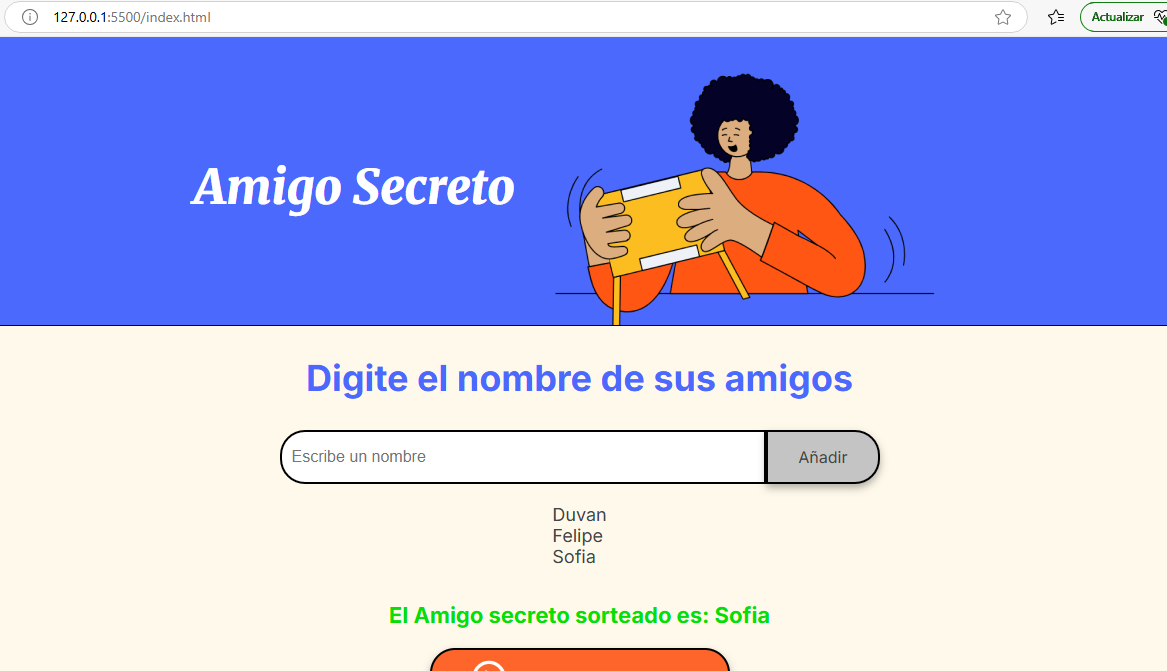 127.0.0.1:5500/index.html
Actualizar
Amigo Secreto
Digite el nombre de sus amigos
Escribe un nombre
Añadir
Duvan
Felipe
Sofia
El Amigo secreto sorteado es: Sofia